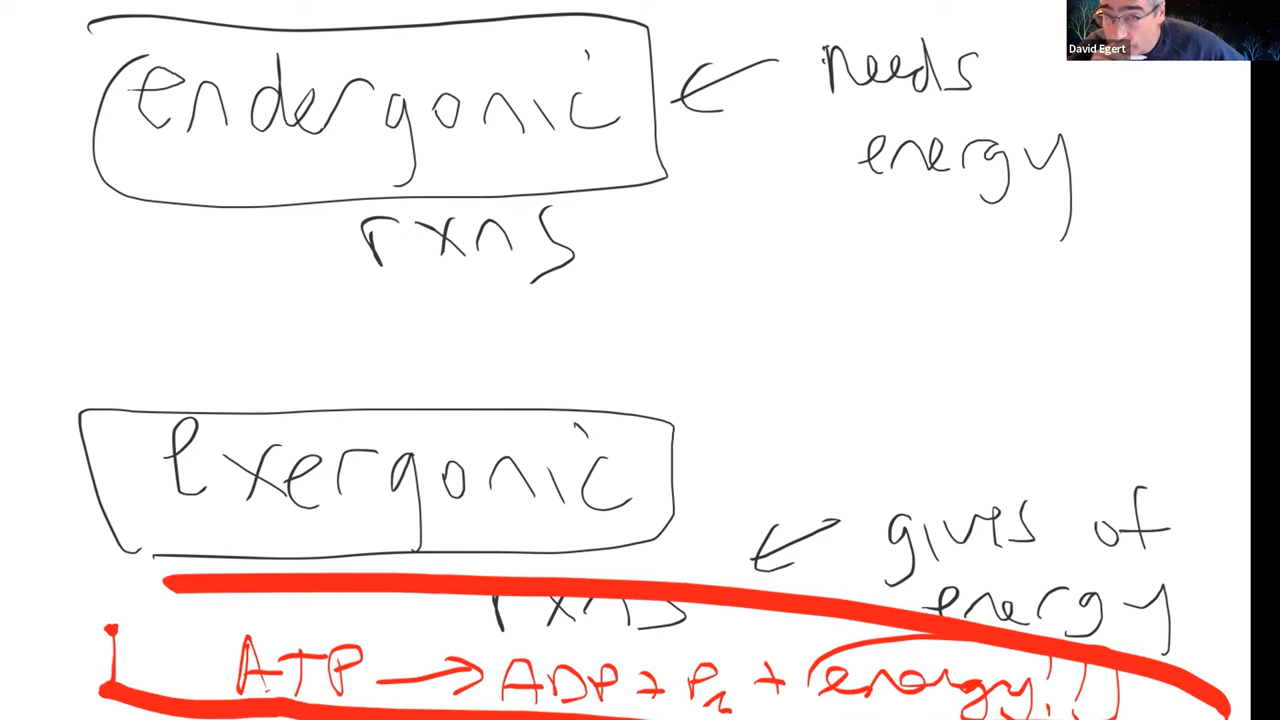 David Egert
endergonic
needs
energy
rxns
exergonic
gives of
energy
rxns
ATP → ADP + Pi + energy!!